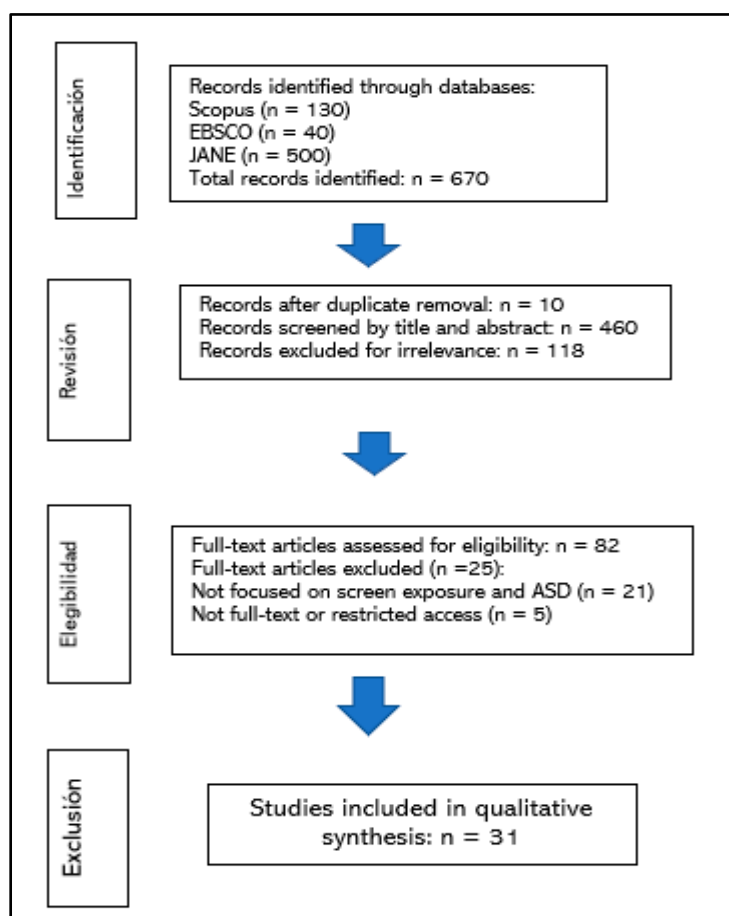 Identificación
Records identified through databases:
Scopus (n = 130)
EBSCO (n = 40)
JANE (n = 500)
Total records identified: n = 670
Revisión
Records after duplicate removal: n = 10
Records screened by title and abstract: n = 460
Records excluded for irrelevance: n = 118
Elegibilidad
Full-text articles assessed for eligibility: n = 82
Full-text articles excluded (n =25):
Not focused on screen exposure and ASD (n = 21)
Not full-text or restricted access (n = 5)
Exclusión
Studies included in qualitative
synthesis: n = 31